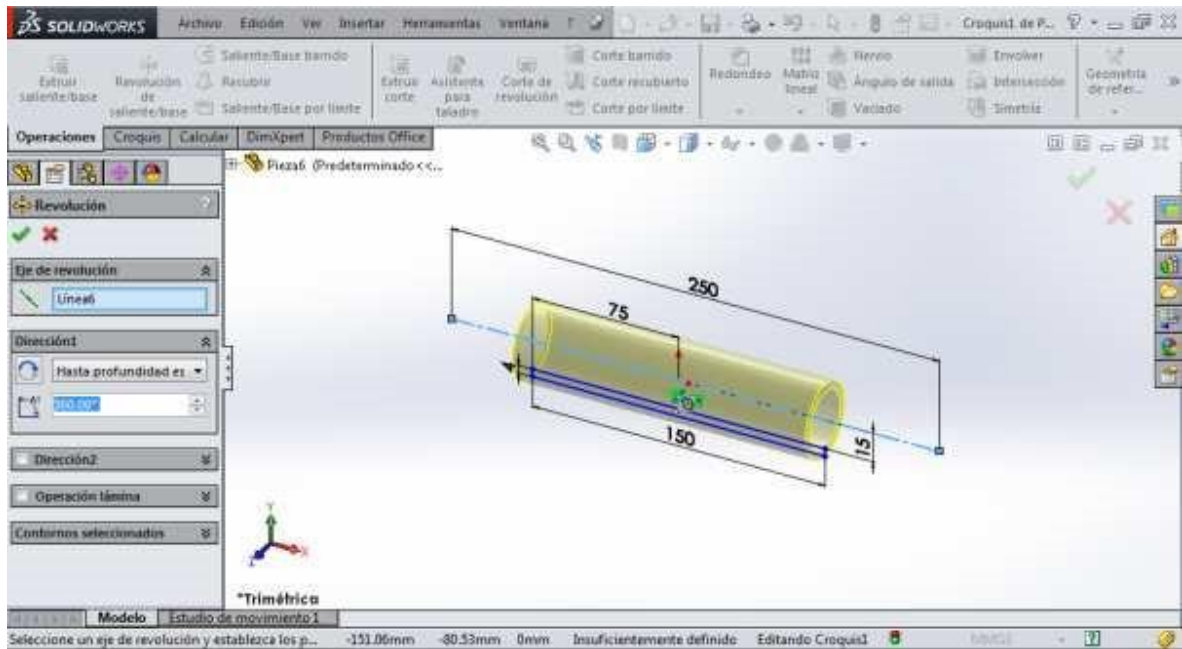 SOLIDWORKS Archivo Edición Ver Insertar Herramientas Ventana ? Croquis1 de P...
Extruir saliente/base
Revolución de saliente/base
Saliente/Base barrido
Recubrir
Saliente/Base por límite
Extruir corte
Asistente para taladro
Corte de revolución
Corte barrido
Corte recubierto
Corte por límite
Redondeo
Matriz lineal
Nervio
Ángulo de salida
Vaciado
Envolver
Intersección
Simetría
Geometría de refer...
Operaciones Croquis Calcular DimXpert Productos Office
Pieza6 (Predeterminado<<...
Revolución ?
Eje de revolución
Línea6
Dirección1
Hasta profundidad es
360.00°
Dirección2
Operación lámina
Contornos seleccionados
250
75
150
15
4
Y
X
Z
*Trimétrica
Modelo Estudio de movimiento 1
Seleccione un eje de revolución y establezca los p... -151.06mm -80.53mm 0mm Insuficientemente definido Editando Croquis1 MMGS ?